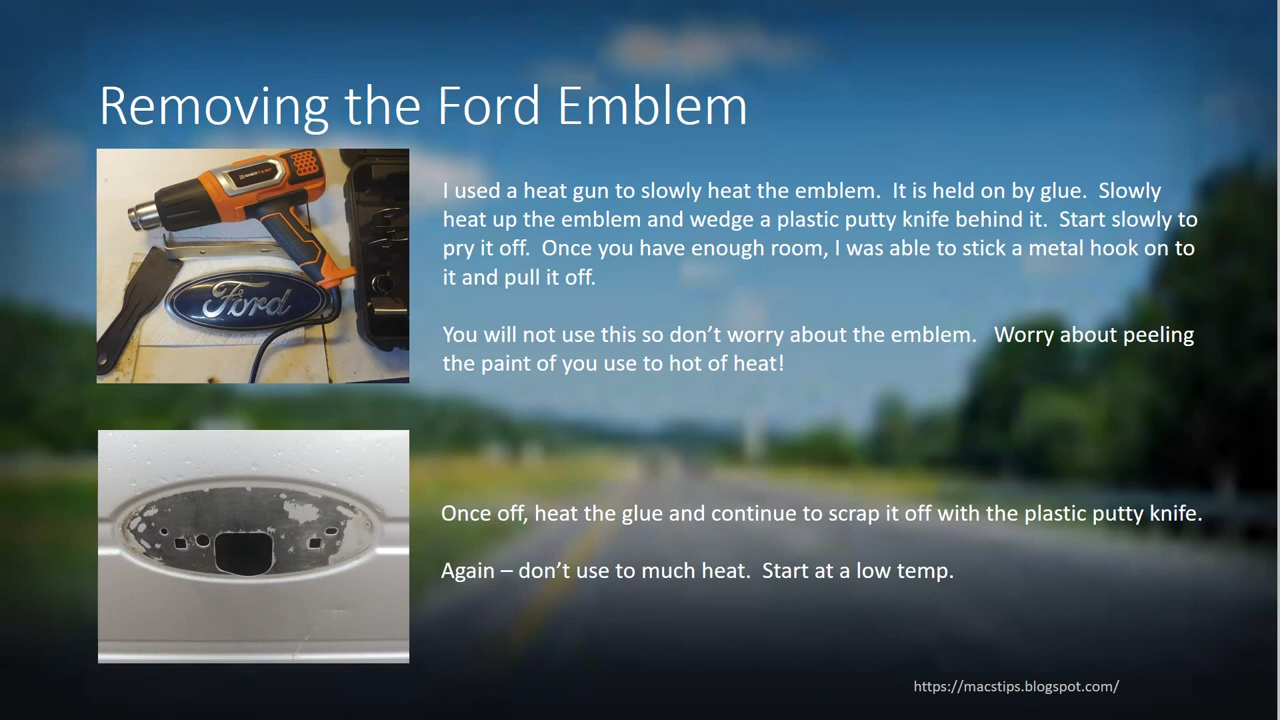 Removing the Ford Emblem
ENERTWIST
Ford
I used a heat gun to slowly heat the emblem.  It is held on by glue.  Slowly
heat up the emblem and wedge a plastic putty knife behind it.  Start slowly to
pry it off.  Once you have enough room, I was able to stick a metal hook on to
it and pull it off.
You will not use this so don’t worry about the emblem.   Worry about peeling
the paint of you use to hot of heat!
Once off, heat the glue and continue to scrap it off with the plastic putty knife.
Again – don’t use to much heat.  Start at a low temp.
https://macstips.blogspot.com/